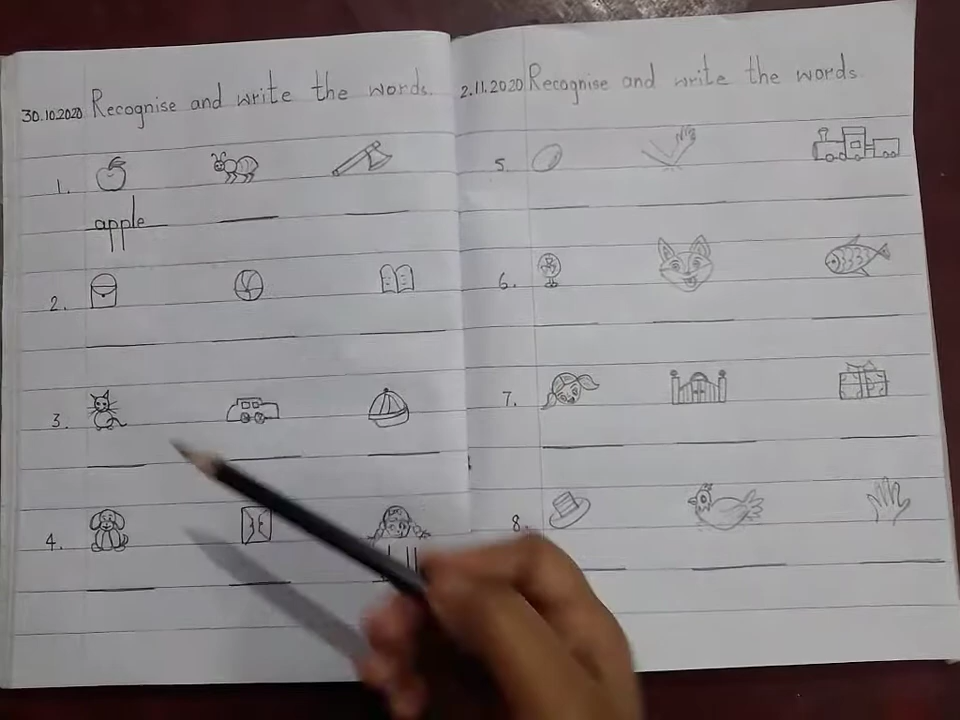 30.10.2020 Recognise and write the words.
1.
apple
2.
3.
4.
2.11.2020 Recognise and write the words.
5.
6.
7.
8.